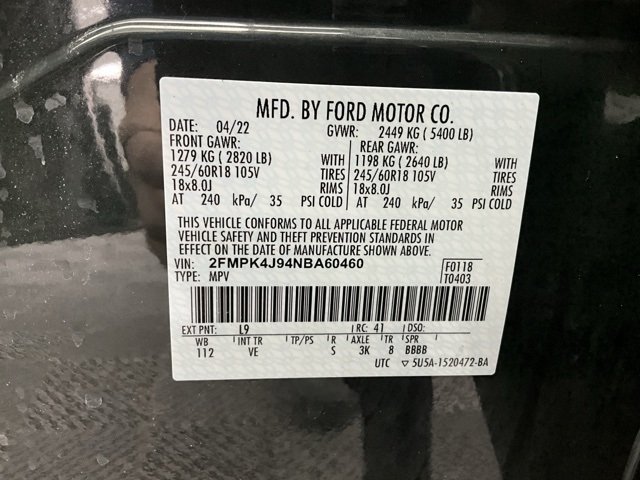 MFD. BY FORD MOTOR CO.
DATE: 04/22 GVWR: 2449 KG ( 5400 LB)
FRONT GAWR: REAR GAWR:
1279 KG ( 2820 LB) WITH 1198 KG ( 2640 LB) WITH
245/60R18 105V TIRES 245/60R18 105V TIRES
18x8.0J RIMS 18x8.0J RIMS
AT 240 kPa/ 35 PSI COLD AT 240 kPa/ 35 PSI COLD
THIS VEHICLE CONFORMS TO ALL APPLICABLE FEDERAL MOTOR
VEHICLE SAFETY AND THEFT PREVENTION STANDARDS IN
EFFECT ON THE DATE OF MANUFACTURE SHOWN ABOVE.
VIN: 2FMPK4J94NBA60460 F0118
TYPE: MPV T0403
EXT PNT: L9 RC: 41 DSO:
WB INT TR TP/PS R AXLE TR SPR
112 VE S 3K 8 BBBB
UTC ▽ 5U5A-1520472-BA